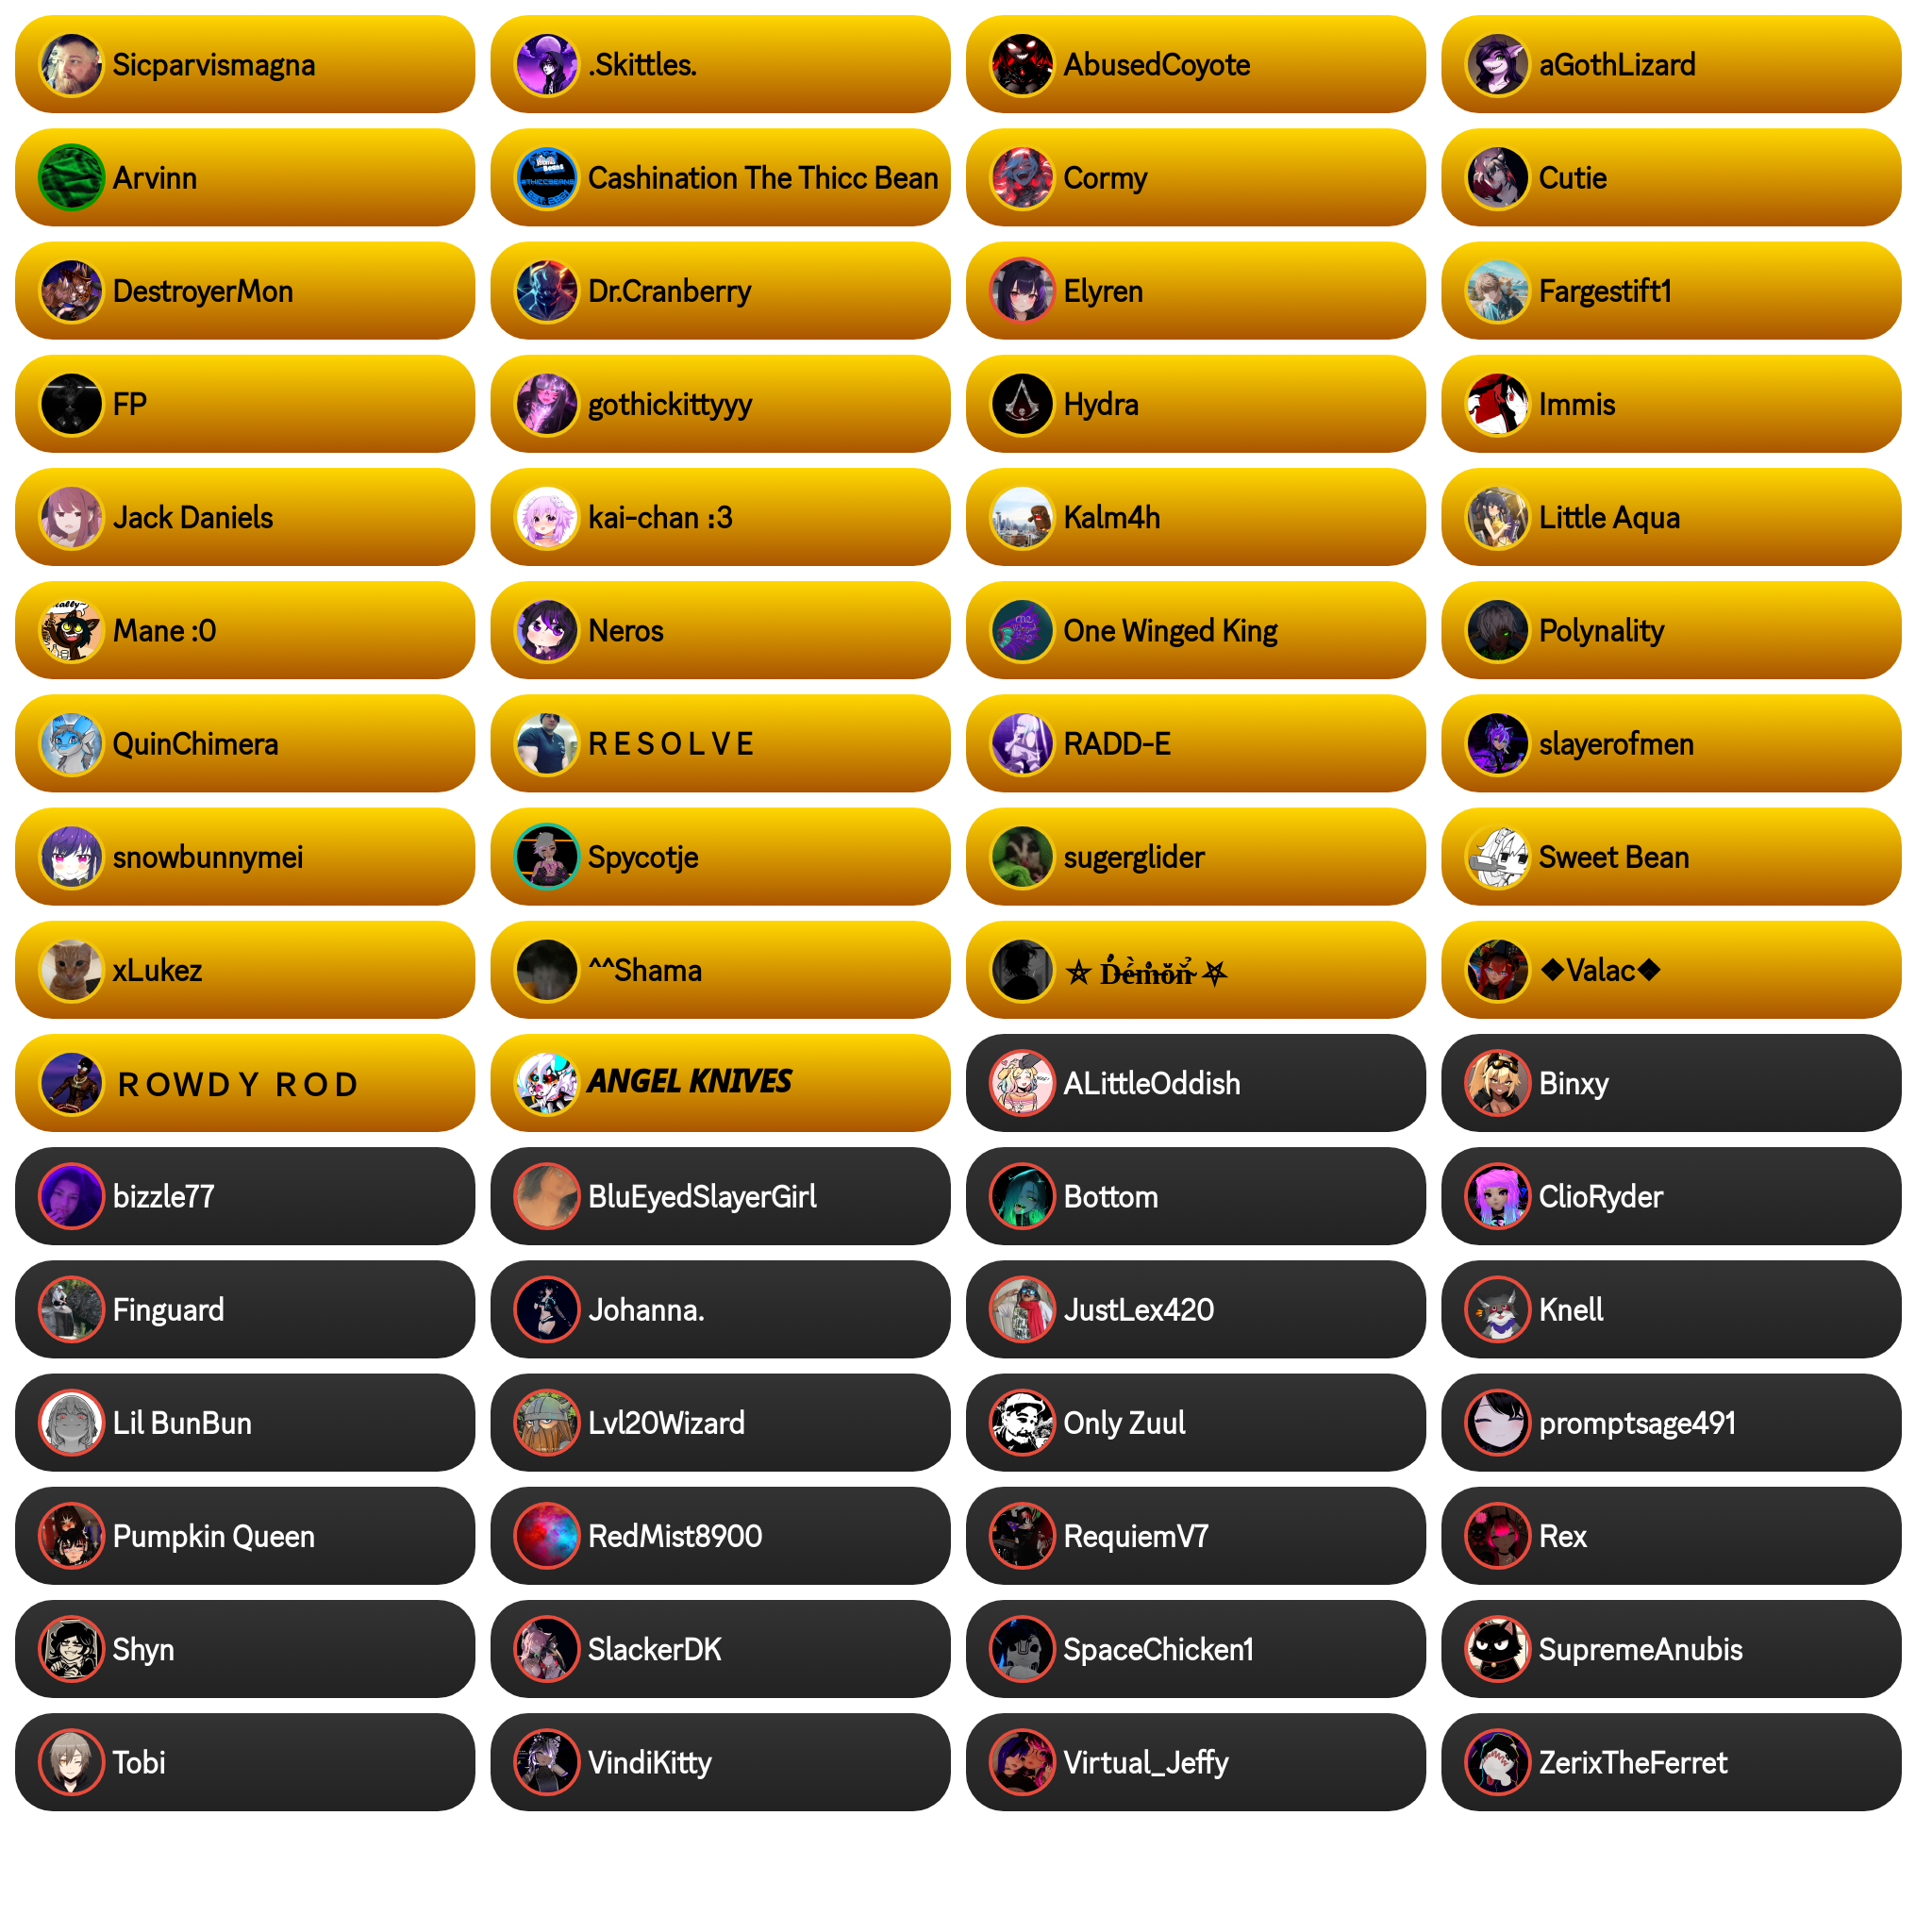 Sicparvismagna
.Skittles.
AbusedCoyote
aGothLizard
Arvinn
Cashination The Thicc Bean
Cormy
Cutie
DestroyerMon
Dr.Cranberry
Elyren
Fargestift1
FP
gothickittyyy
Hydra
Immis
Jack Daniels
kai-chan :3
Kalm4h
Little Aqua
Mane :0
Neros
One Winged King
Polynality
QuinChimera
R E S O L V E
RADD-E
slayerofmen
snowbunnymei
Spycotje
sugerglider
Sweet Bean
xLukez
^^Shama
⛤ D̴̛è̴m̴̍o̴̐n̴̉ ⛧
❖Valac❖
ＲＯＷＤＹ ＲＯＤ
ANGEL KNIVES
ALittleOddish
Binxy
bizzle77
BluEyedSlayerGirl
Bottom
ClioRyder
Finguard
Johanna.
JustLex420
Knell
Lil BunBun
Lvl20Wizard
Only Zuul
promptsage491
Pumpkin Queen
RedMist8900
RequiemV7
Rex
Shyn
SlackerDK
SpaceChicken1
SupremeAnubis
Tobi
VindiKitty
Virtual_Jeffy
ZerixTheFerret